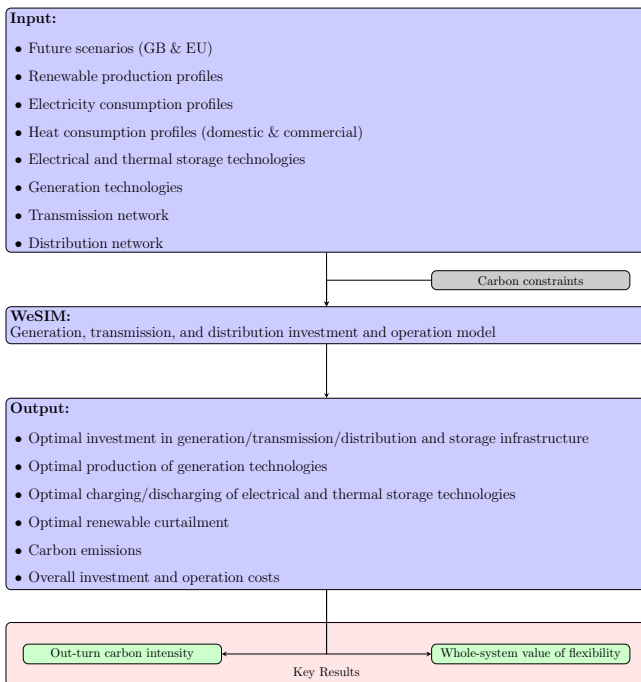 Input:
• Future scenarios (GB & EU)
• Renewable production profiles
• Electricity consumption profiles
• Heat consumption profiles (domestic & commercial)
• Electrical and thermal storage technologies
• Generation technologies
• Transmission network
• Distribution network
Carbon constraints
WeSIM:
Generation, transmission, and distribution investment and operation model
Output:
• Optimal investment in generation/transmission/distribution and storage infrastructure
• Optimal production of generation technologies
• Optimal charging/discharging of electrical and thermal storage technologies
• Optimal renewable curtailment
• Carbon emissions
• Overall investment and operation costs
Out-turn carbon intensity
Whole-system value of flexibility
Key Results